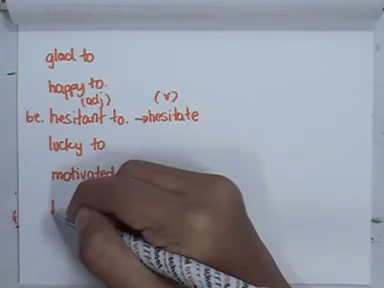 glad to
happy to.
(adj) (v)
be. hesitant to. → hesitate
lucky to
motivated